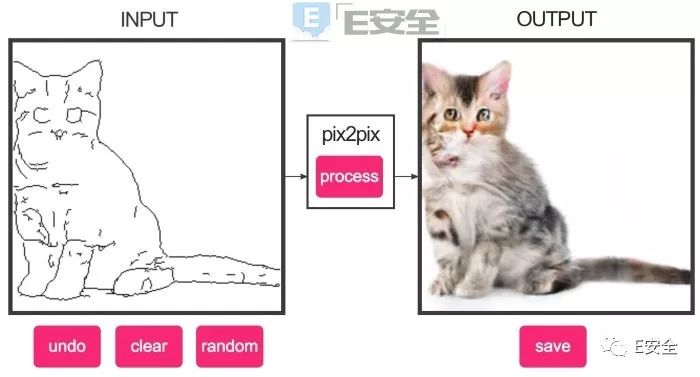 INPUT
E安全
OUTPUT
pix2pix
process
undo
clear
random
save
E安全